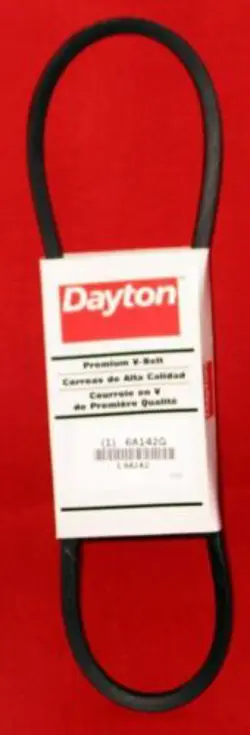 Dayton
Premium V-Belt
Correas de Alta Calidad
Courroie en V
de Première Qualité
(1) 6A142G